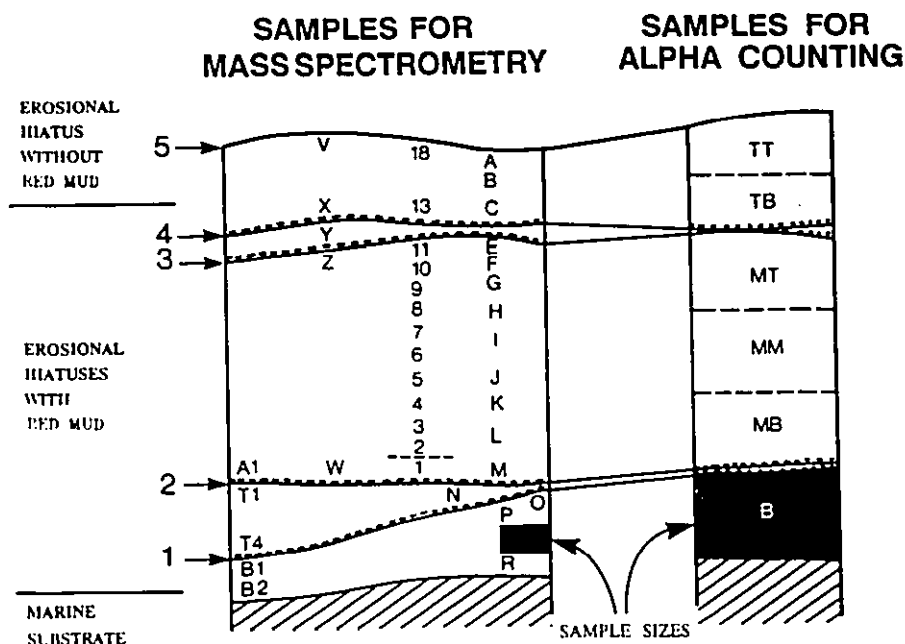 SAMPLES FOR
MASS SPECTROMETRY
SAMPLES FOR
ALPHA COUNTING
EROSIONAL
HIATUS
WITHOUT
RED MUD
5
4
3
EROSIONAL
HIATUSES
WITH
RED MUD
2
1
MARINE
SUBSTRATE
V
X
Y
Z
A1
W
T1
T4
B1
B2
18
13
11
10
9
8
7
6
5
4
3
2
1
A
B
C
E
F
G
H
I
J
K
L
M
N
O
P
R
TT
TB
MT
MM
MB
B
SAMPLE SIZES